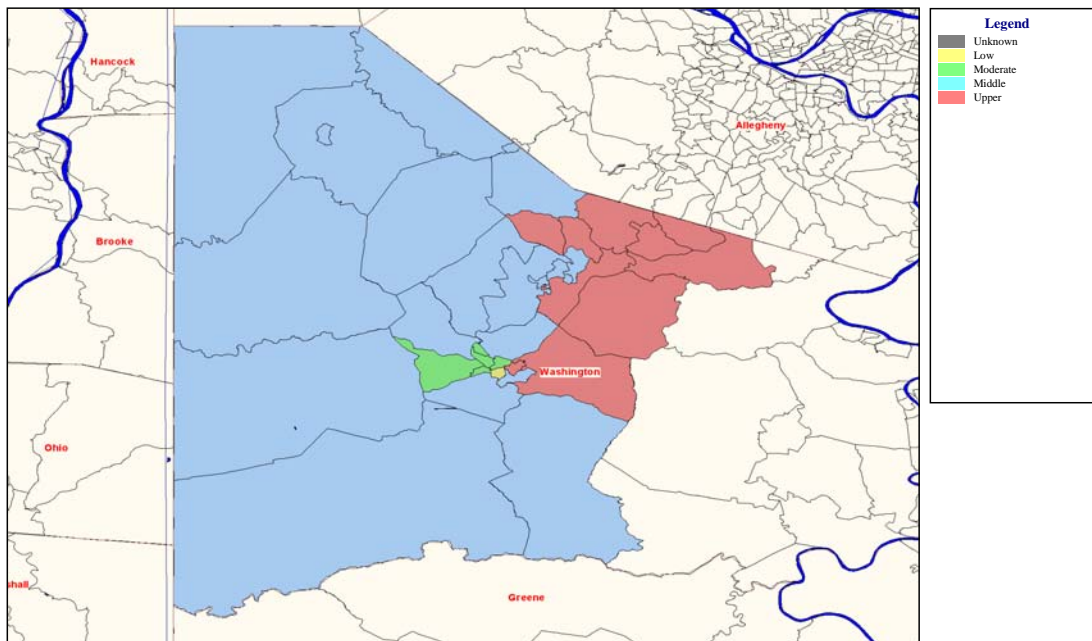 Hancock
Allegheny
Brooke
Washington
Ohio
shall
Greene
Legend
Unknown
Low
Moderate
Middle
Upper